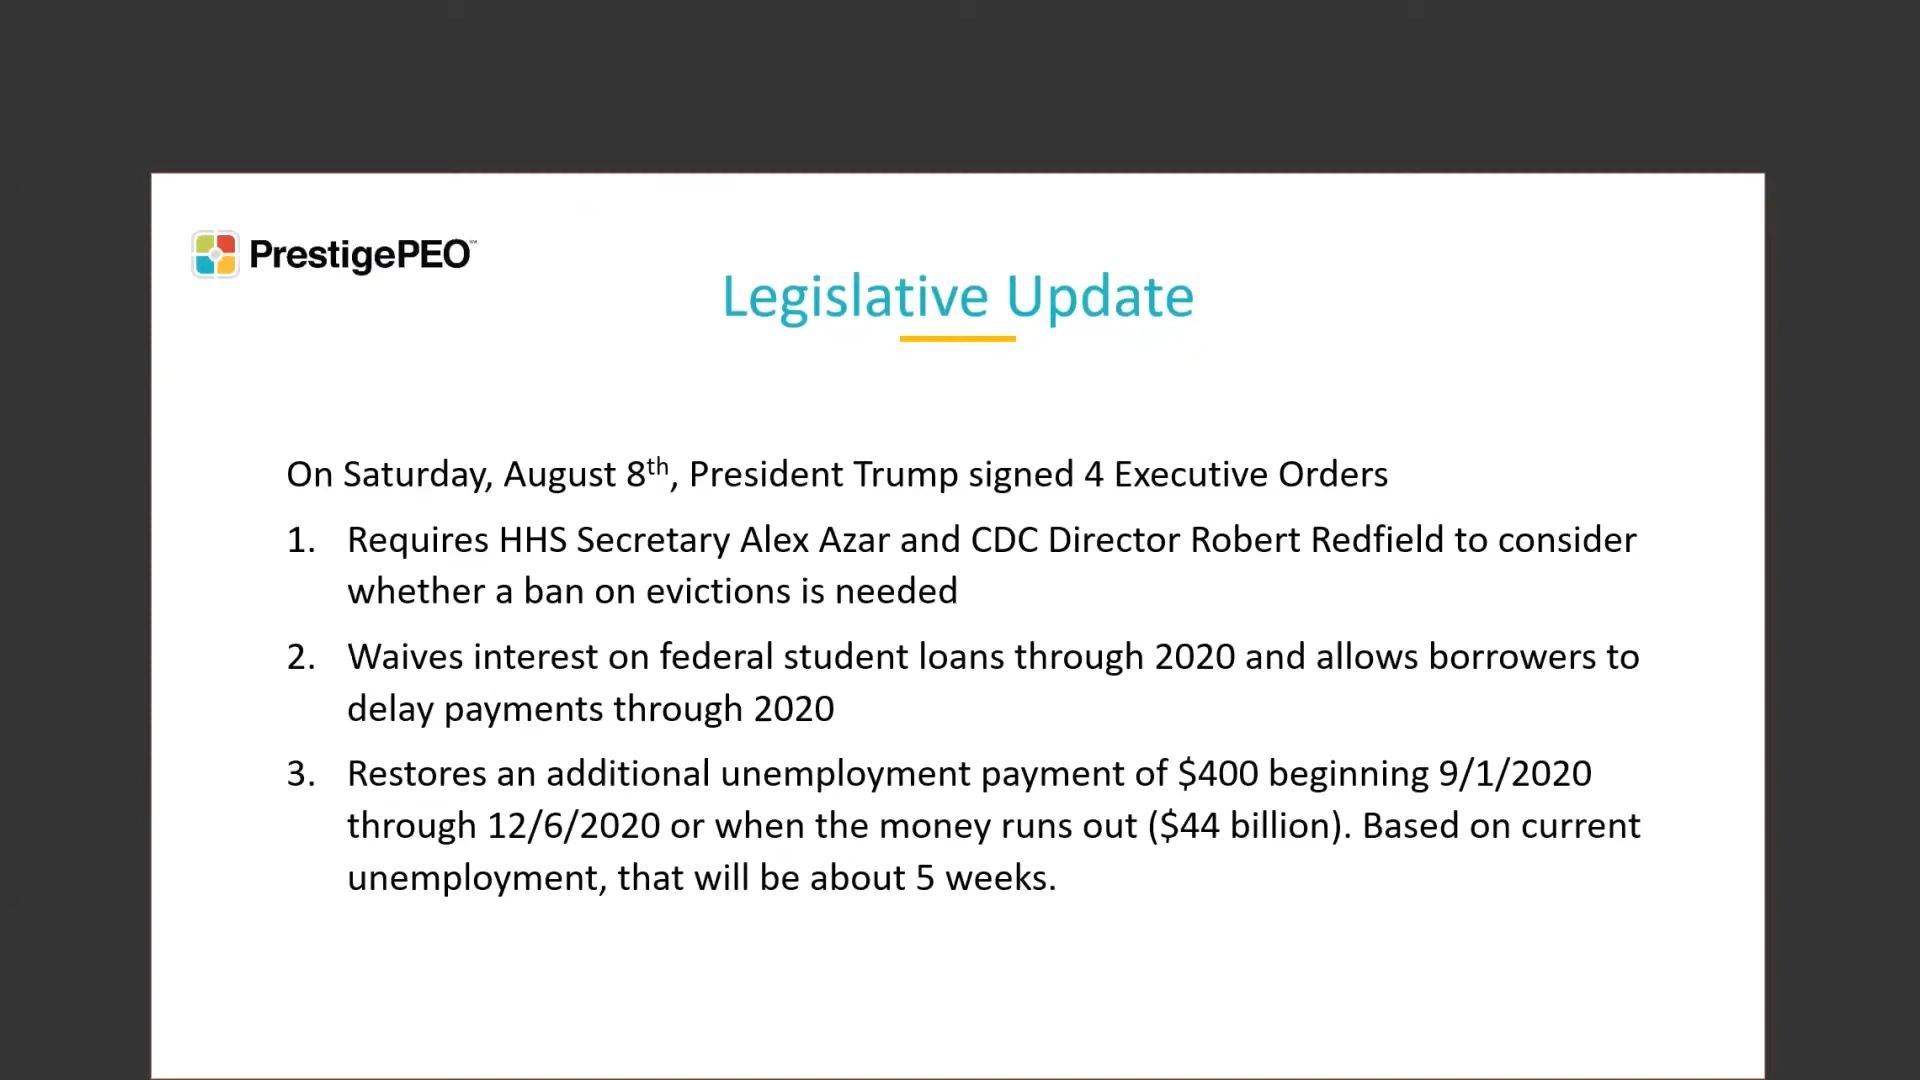 PrestigePEO™
Legislative Update
On Saturday, August 8th, President Trump signed 4 Executive Orders
1. Requires HHS Secretary Alex Azar and CDC Director Robert Redfield to consider
whether a ban on evictions is needed
2. Waives interest on federal student loans through 2020 and allows borrowers to
delay payments through 2020
3. Restores an additional unemployment payment of $400 beginning 9/1/2020
through 12/6/2020 or when the money runs out ($44 billion). Based on current
unemployment, that will be about 5 weeks.